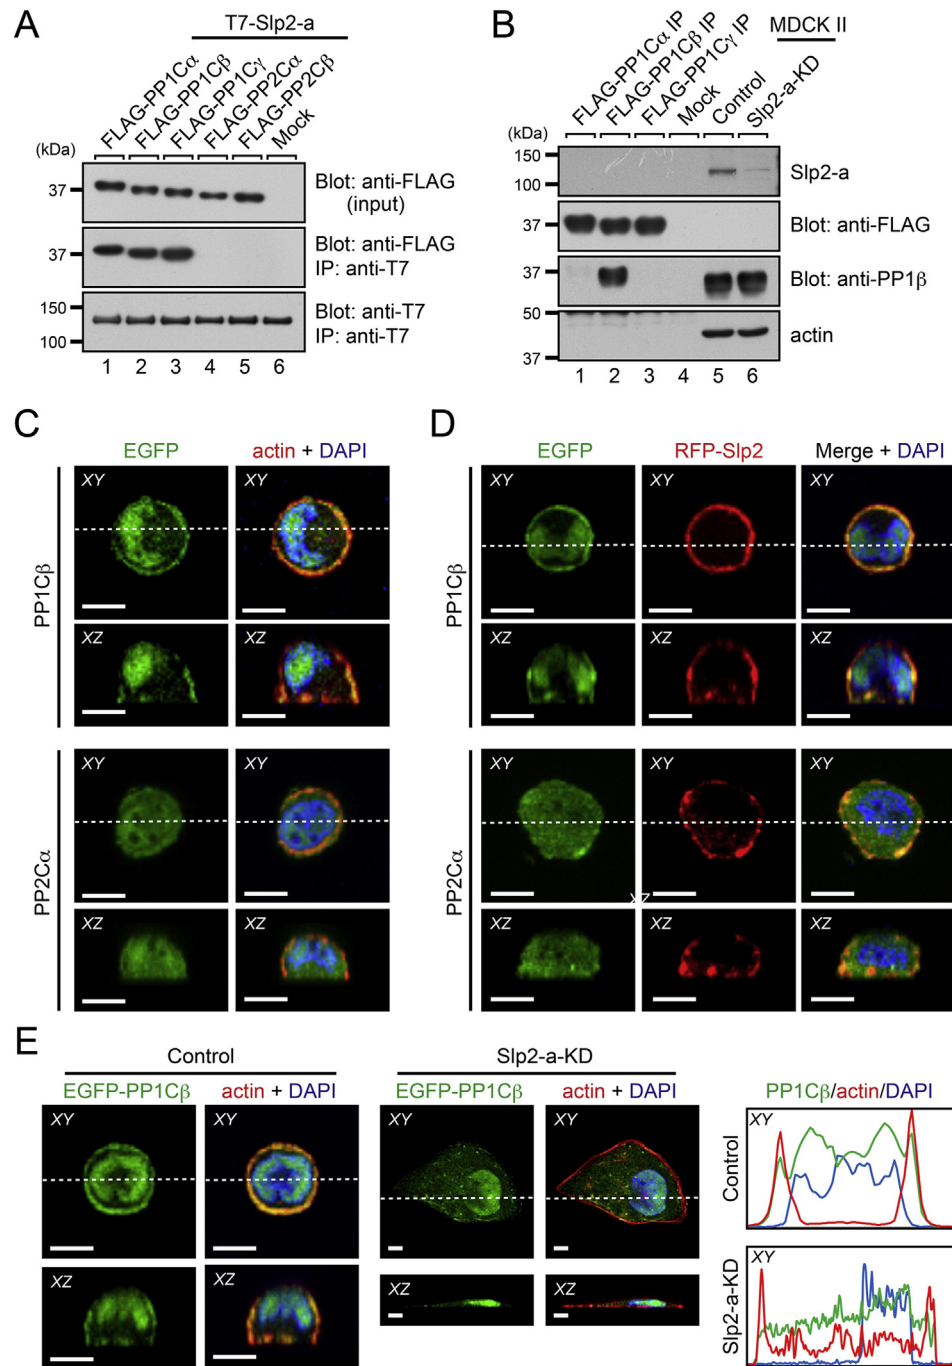 A
T7-Slp2-a
FLAG-PP1Cα
FLAG-PP1Cβ
FLAG-PP1Cγ
FLAG-PP2Cα
FLAG-PP2Cβ
Mock
(kDa)
37
Blot: anti-FLAG
(input)
37
Blot: anti-FLAG
IP: anti-T7
150
100
Blot: anti-T7
IP: anti-T7
1 2 3 4 5 6
B
MDCK II
FLAG-PP1Cα IP
FLAG-PP1Cβ IP
FLAG-PP1Cγ IP
Mock
Control
Slp2-a-KD
(kDa)
150
100
Slp2-a
37
Blot: anti-FLAG
37
Blot: anti-PP1β
50
37
actin
1 2 3 4 5 6
C
EGFP actin + DAPI
PP1Cβ
XY XY
XZ XZ
PP2Cα
XY XY
XZ XZ
D
EGFP RFP-Slp2 Merge + DAPI
PP1Cβ
XY XY XY
XZ XZ XZ
PP2Cα
XY XY XY
XZ XZ XZ
E
Control Slp2-a-KD
EGFP-PP1Cβ actin + DAPI EGFP-PP1Cβ actin + DAPI PP1Cβ/actin/DAPI
XY XY XY XY XY
Control
XZ XZ XZ XZ XY
Slp2-a-KD